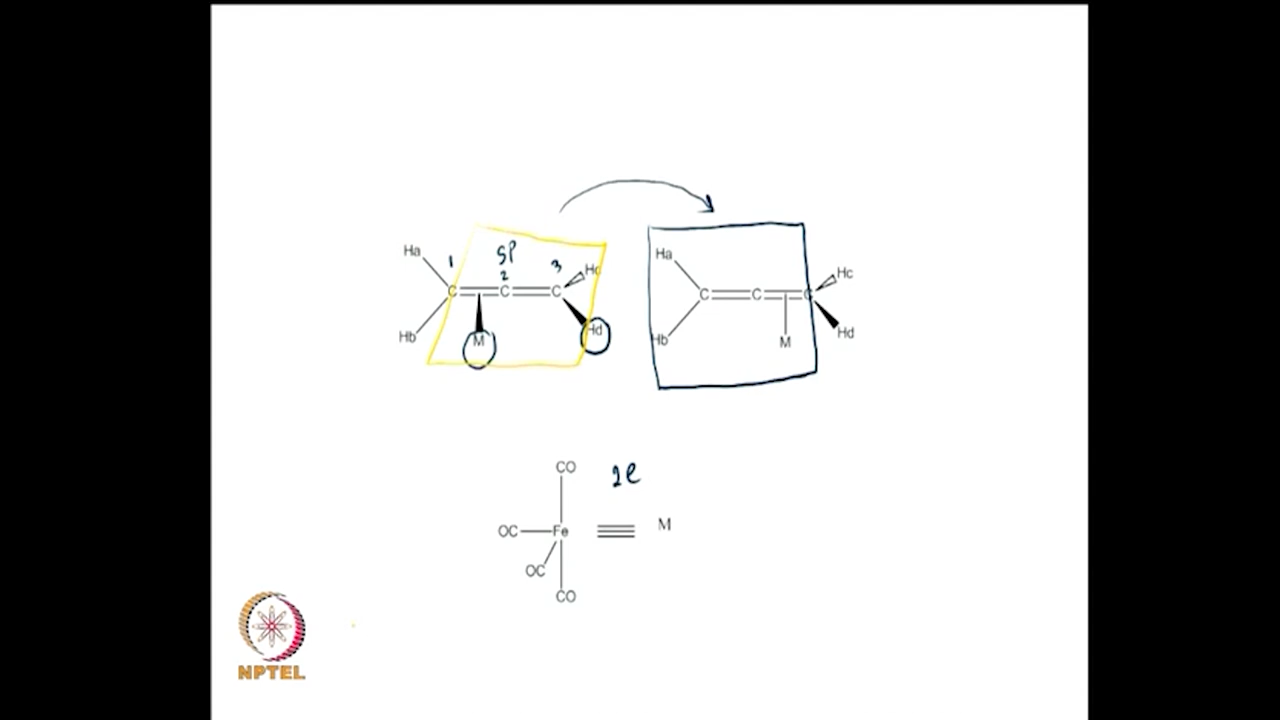 Ha Hb C 1 SP 2 C 3 C Hc Hd M
Ha Hb C C C Hc Hd M
CO 2e
OC Fe ≡ M
OC
CO
NPTEL